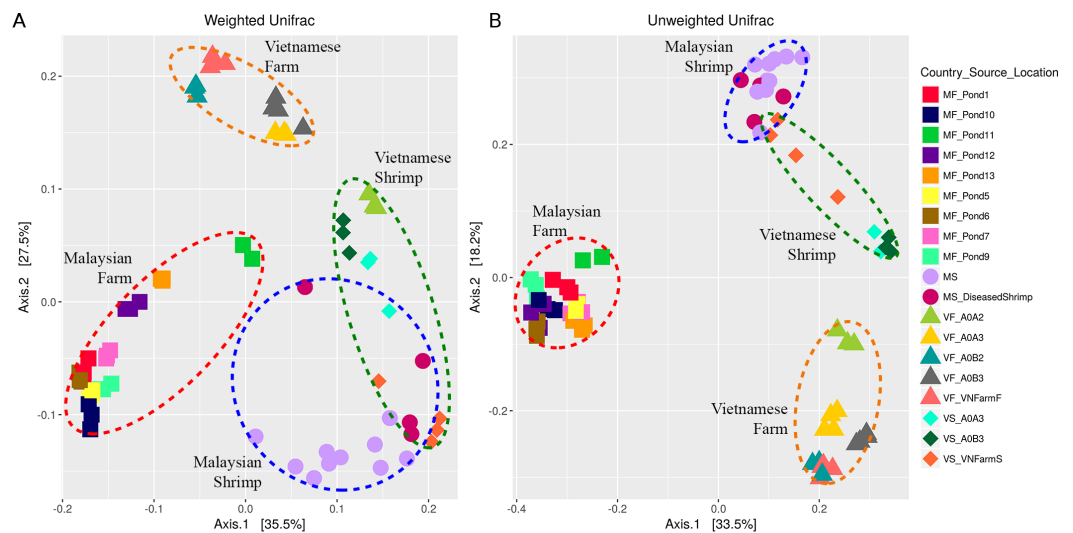 A
Weighted Unifrac
Vietnamese
Farm
Vietnamese
Shrimp
Malaysian
Farm
Malaysian
Shrimp
0.2
0.1
0.0
-0.1
Axis.2 [27.5%]
-0.2
-0.1
0.0
0.1
0.2
Axis.1 [35.5%]
B
Unweighted Unifrac
Malaysian
Shrimp
Malaysian
Farm
Vietnamese
Shrimp
Vietnamese
Farm
0.2
0.0
-0.2
Axis.2 [18.2%]
-0.4
-0.2
0.0
0.2
Axis.1 [33.5%]
Country_Source_Location
MF_Pond1
MF_Pond10
MF_Pond11
MF_Pond12
MF_Pond13
MF_Pond5
MF_Pond6
MF_Pond7
MF_Pond9
MS
MS_DiseasedShrimp
VF_A0A2
VF_A0A3
VF_A0B2
VF_A0B3
VF_VNFarmF
VS_A0A3
VS_A0B3
VS_VNFarmS